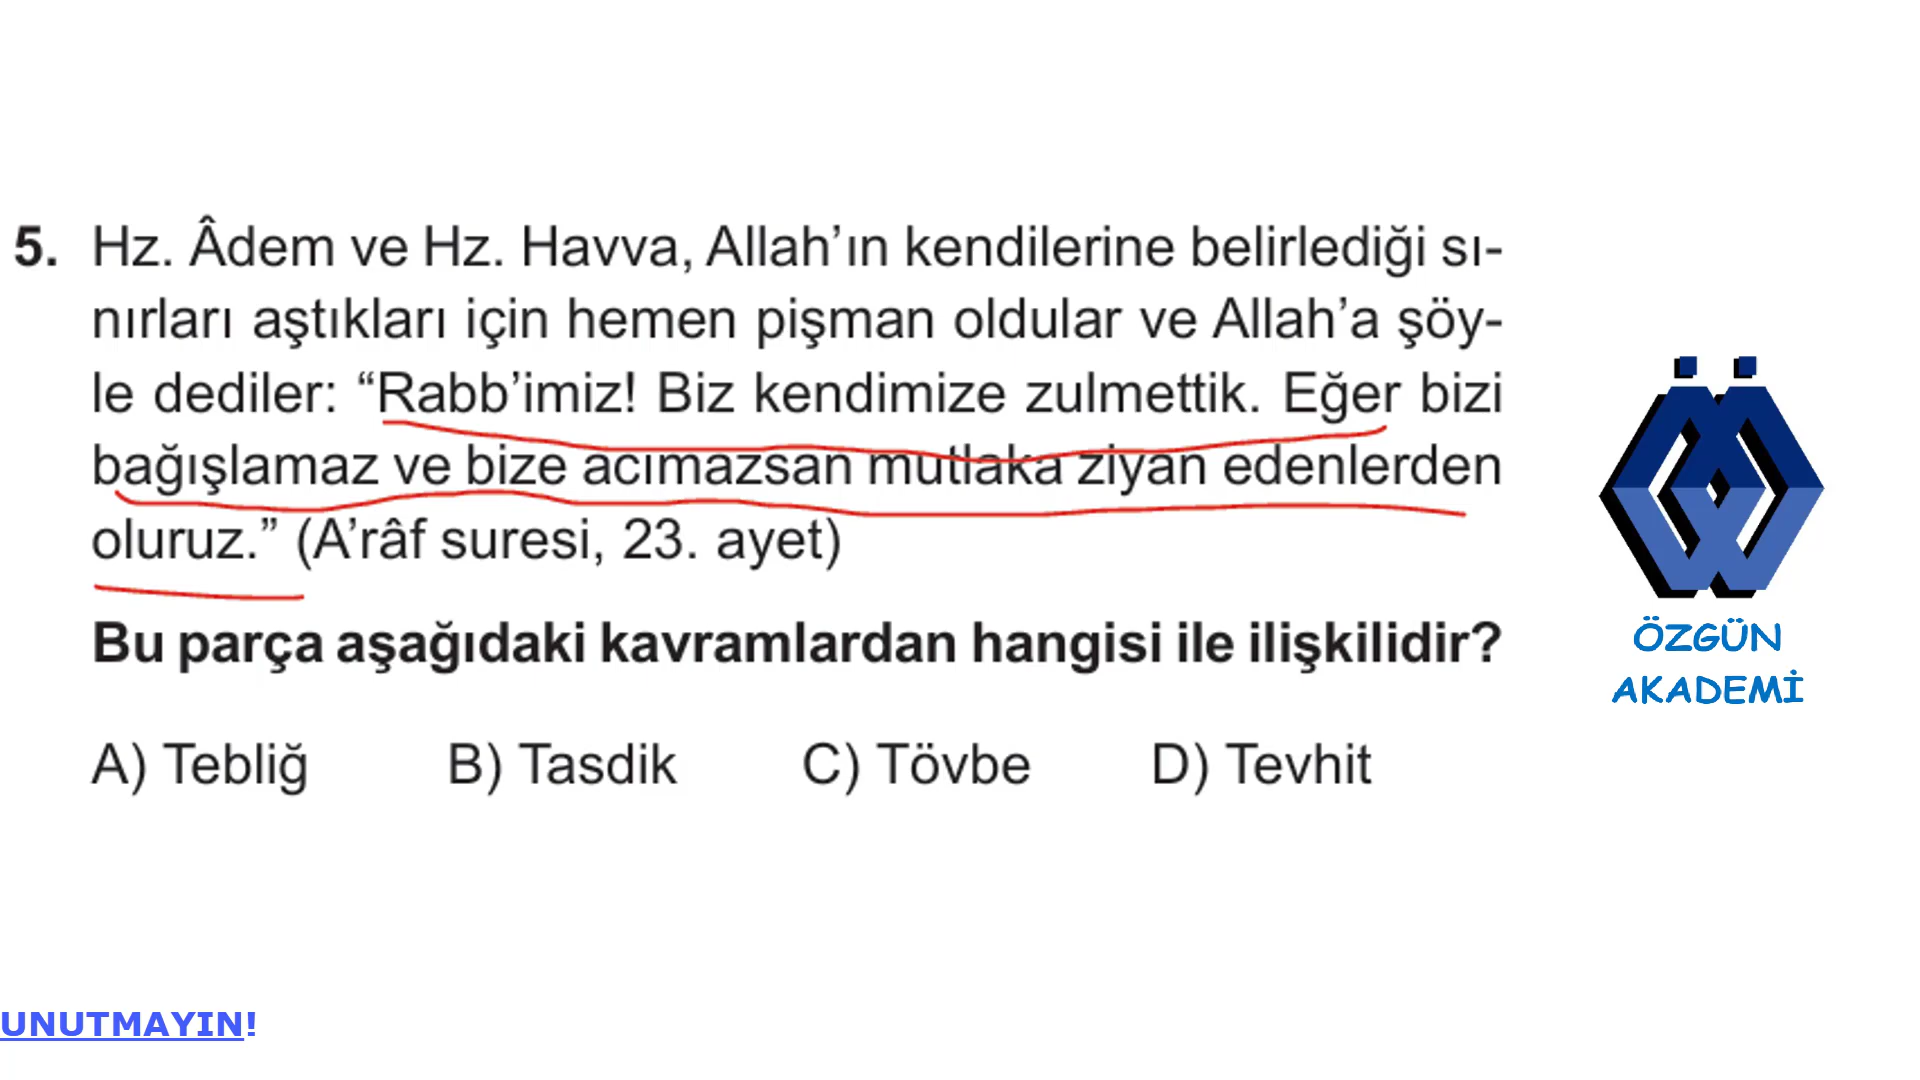 5. Hz. Âdem ve Hz. Havva, Allah’ın kendilerine belirlediği sı-
nırları aştıkları için hemen pişman oldular ve Allah’a şöy-
le dediler: “Rabb’imiz! Biz kendimize zulmettik. Eğer bizi
bağışlamaz ve bize acımazsan mutlaka ziyan edenlerden
oluruz.” (A’râf suresi, 23. ayet)
Bu parça aşağıdaki kavramlardan hangisi ile ilişkilidir?
A) Tebliğ B) Tasdik C) Tövbe D) Tevhit
ÖZGÜN
AKADEMİ
UNUTMAYIN!